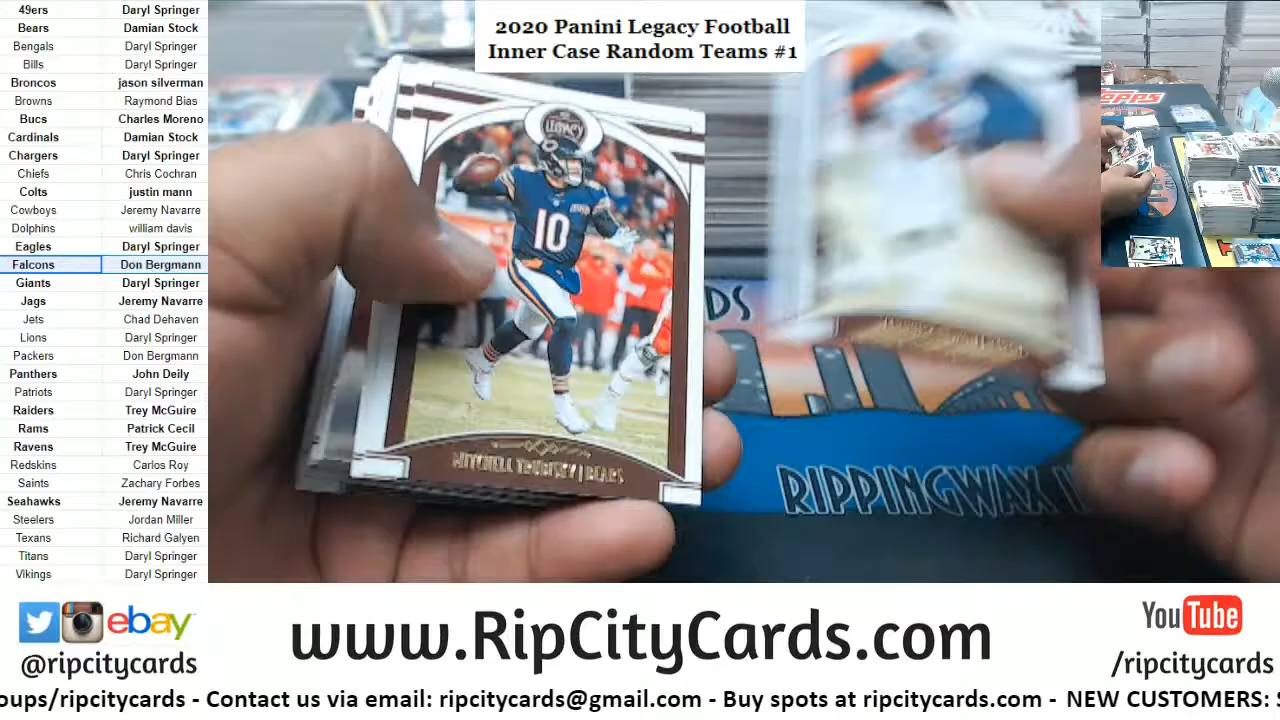 49ers Daryl Springer
Bears Damian Stock
Bengals Daryl Springer
Bills Daryl Springer
Broncos jason silverman
Browns Raymond Bias
Bucs Charles Moreno
Cardinals Damian Stock
Chargers Daryl Springer
Chiefs Chris Cochran
Colts justin mann
Cowboys Jeremy Navarre
Dolphins william davis
Eagles Daryl Springer
Falcons Don Bergmann
Giants Daryl Springer
Jags Jeremy Navarre
Jets Chad Dehaven
Lions Daryl Springer
Packers Don Bergmann
Panthers John Deily
Patriots Daryl Springer
Raiders Trey McGuire
Rams Patrick Cecil
Ravens Trey McGuire
Redskins Carlos Roy
Saints Zachary Forbes
Seahawks Jeremy Navarre
Steelers Jordan Miller
Texans Richard Galyen
Titans Daryl Springer
Vikings Daryl Springer
2020 Panini Legacy Football
Inner Case Random Teams #1
LEGACY
10
MITCHELL TRUBISKY | BEARS
DS
RIPPINGWAX
TOPPS
ebay
@ripcitycards
www.RipCityCards.com
YouTube
/ripcitycards
oups/ripcitycards - Contact us via email: ripcitycards@gmail.com - Buy spots at ripcitycards.com - NEW CUSTOMERS: